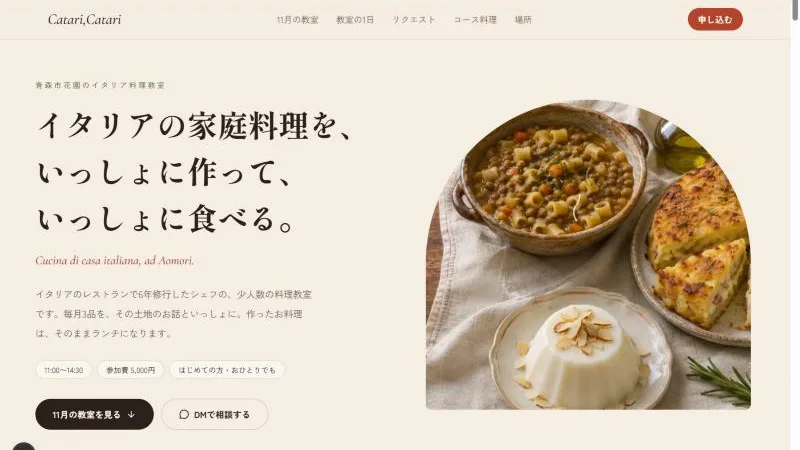 Catari,Catari
11月の教室
教室の1日
リクエスト
コース料理
場所
申し込む
青森市花園のイタリア料理教室
イタリアの家庭料理を、
いっしょに作って、
いっしょに食べる。
Cucina di casa italiana, ad Aomori.
イタリアのレストランで6年修行したシェフの、少人数の料理教室
です。毎月3品を、その土地のお話といっしょに。作ったお料理
は、そのままランチになります。
11:00〜14:30
参加費 5,000円
はじめての方・おひとりでも
11月の教室を見る ↓
DMで相談する